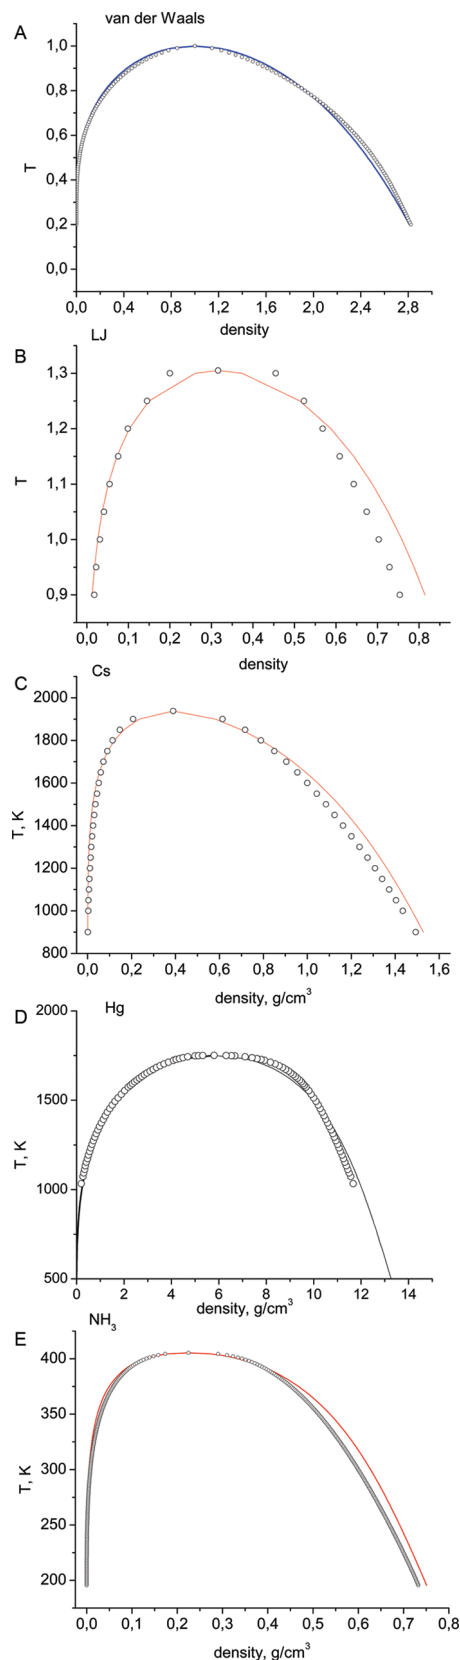 van der Waals
A
1,0
0,8
0,6
T
0,4
0,2
0,0
0,0 0,4 0,8 1,2 1,6 2,0 2,4 2,8
density
LJ
B
1,3
1,2
T
1,1
1,0
0,9
0,0 0,1 0,2 0,3 0,4 0,5 0,6 0,7 0,8
density
Cs
C
2000
1800
1600
T, K
1400
1200
1000
800
0,0 0,2 0,4 0,6 0,8 1,0 1,2 1,4 1,6
density, g/cm³
Hg
D
2000
1500
T, K
1000
500
0 2 4 6 8 10 12 14
density, g/cm³
NH₃
E
400
350
T, K
300
250
200
0,0 0,1 0,2 0,3 0,4 0,5 0,6 0,7 0,8
density, g/cm³